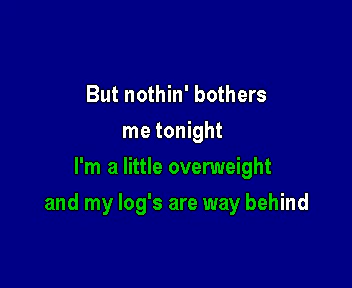 But nothin' bothers
me tonight
I'm a little overweight
and my log's are way behind